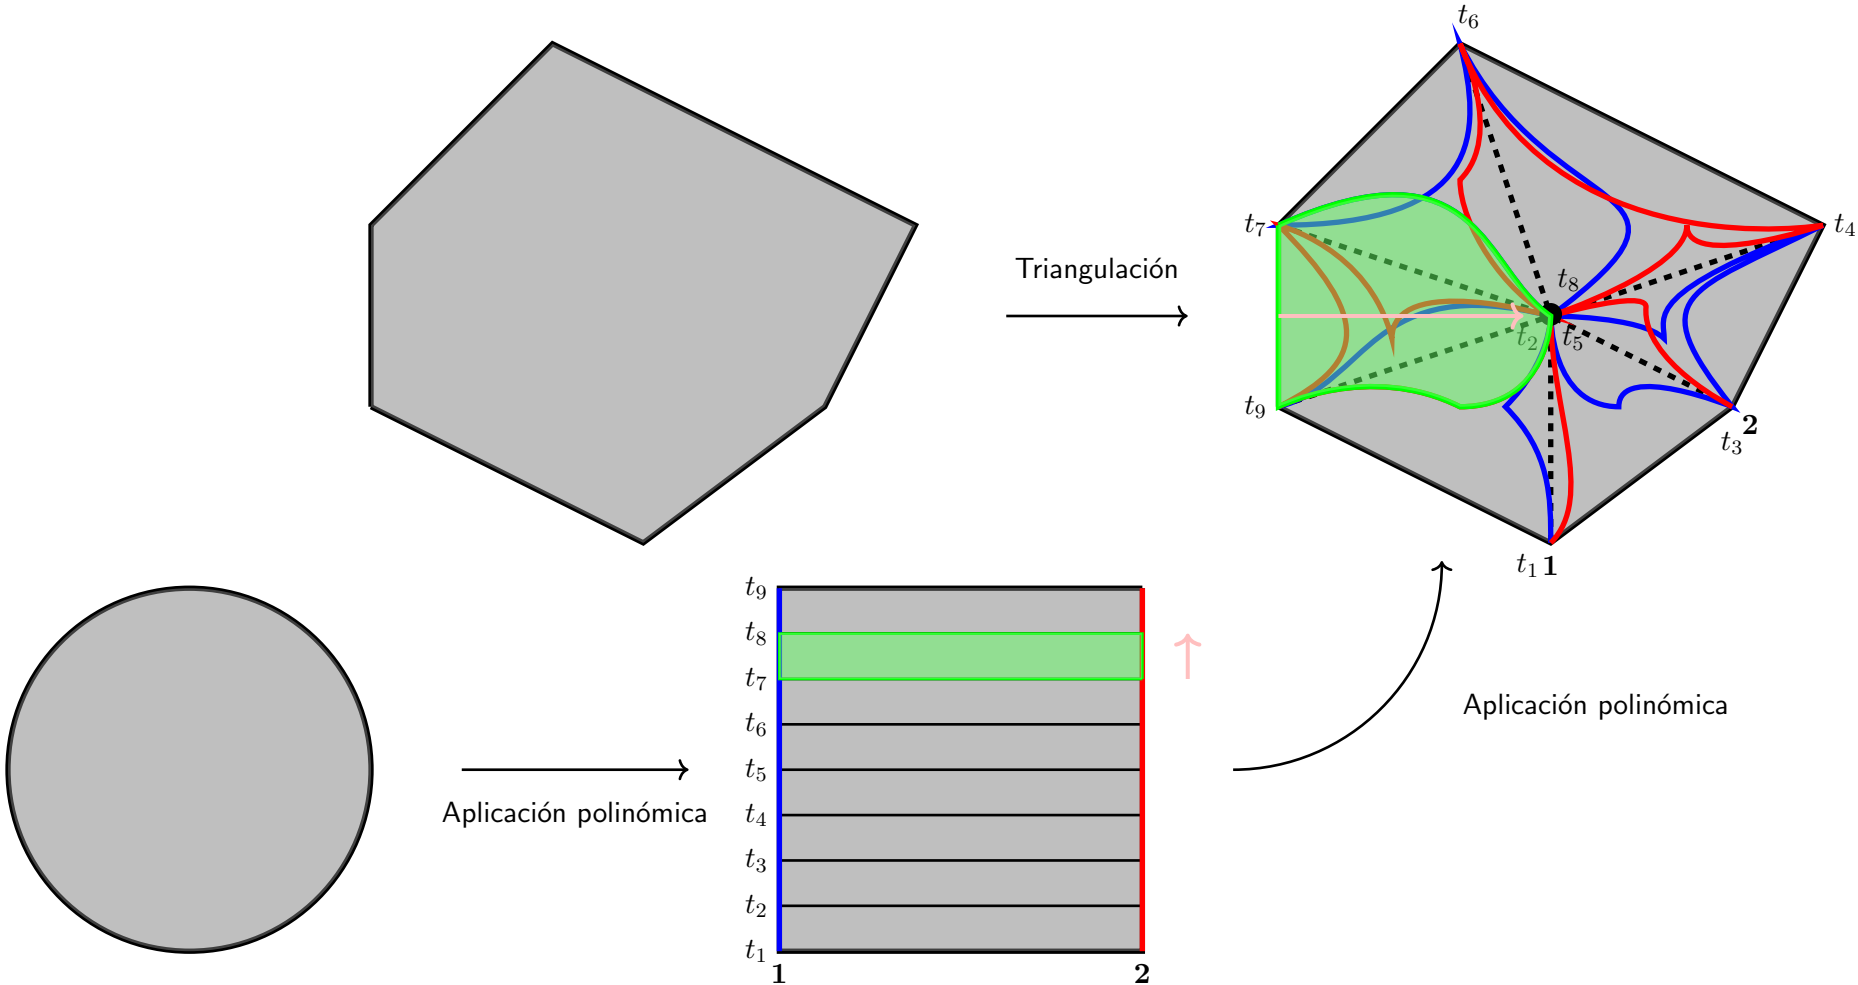 t₆
t₇
t₄
Triangulación
t₈
t₂
t₅
t₉
2
t₃
t₁ 1
t₉
t₈
t₇
t₆
Aplicación polinómica
t₅
t₄
Aplicación polinómica
t₃
t₂
t₁
1 2